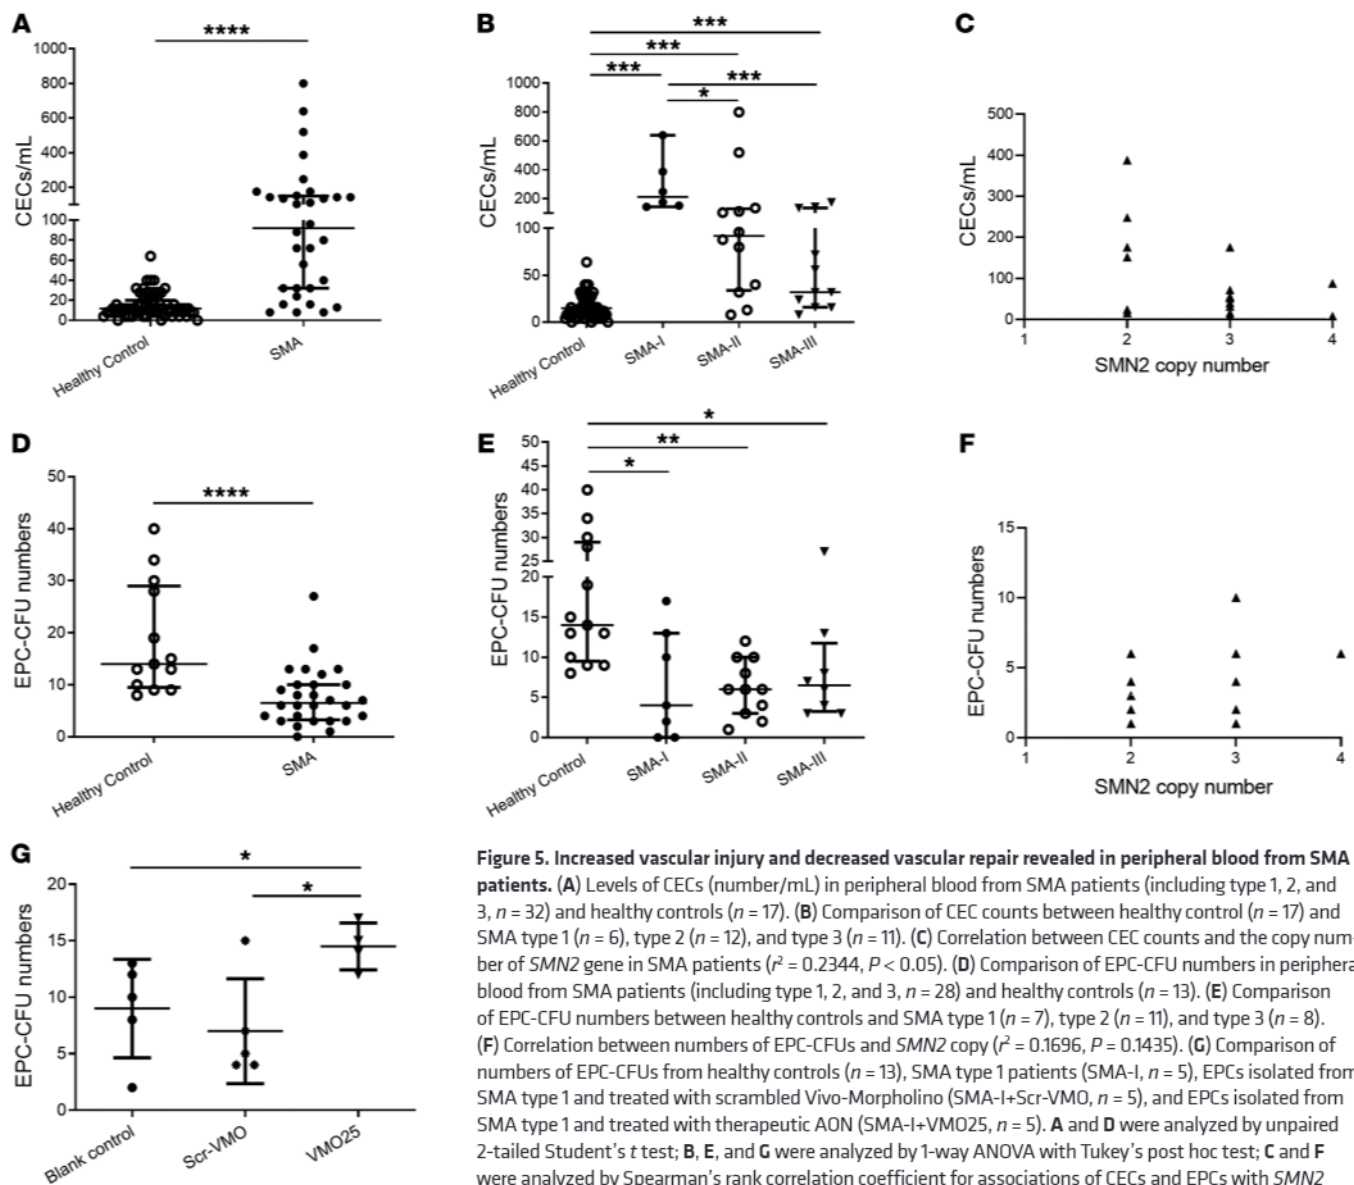 A
****
1000
800
600
400
200
100
80
60
40
20
0
CECs/mL
Healthy Control
SMA
B
***
***
***
***
*
1000
800
600
400
200
100
50
0
CECs/mL
Healthy Control
SMA-I
SMA-II
SMA-III
C
500
400
300
200
100
0
CECs/mL
1 2 3 4
SMN2 copy number
D
****
50
40
30
20
10
0
EPC-CFU numbers
Healthy Control
SMA
E
*
**
*
50
45
40
35
30
25
20
15
10
5
0
EPC-CFU numbers
Healthy Control
SMA-I
SMA-II
SMA-III
F
15
10
5
0
EPC-CFU numbers
1 2 3 4
SMN2 copy number
G
*
*
20
15
10
5
0
EPC-CFU numbers
Blank control
Scr-VMO
VMO25
Figure 5. Increased vascular injury and decreased vascular repair revealed in peripheral blood from SMA
patients. (A) Levels of CECs (number/mL) in peripheral blood from SMA patients (including type 1, 2, and
3, n = 32) and healthy controls (n = 17). (B) Comparison of CEC counts between healthy control (n = 17) and
SMA type 1 (n = 6), type 2 (n = 12), and type 3 (n = 11). (C) Correlation between CEC counts and the copy num-
ber of SMN2 gene in SMA patients (r² = 0.2344, P < 0.05). (D) Comparison of EPC-CFU numbers in periphera
blood from SMA patients (including type 1, 2, and 3, n = 28) and healthy controls (n = 13). (E) Comparison
of EPC-CFU numbers between healthy controls and SMA type 1 (n = 7), type 2 (n = 11), and type 3 (n = 8).
(F) Correlation between numbers of EPC-CFUs and SMN2 copy (r² = 0.1696, P = 0.1435). (G) Comparison of
numbers of EPC-CFUs from healthy controls (n = 13), SMA type 1 patients (SMA-I, n = 5), EPCs isolated from
SMA type 1 and treated with scrambled Vivo-Morpholino (SMA-I+Scr-VMO, n = 5), and EPCs isolated from
SMA type 1 and treated with therapeutic AON (SMA-I+VMO25, n = 5). A and D were analyzed by unpaired
2-tailed Student's t test; B, E, and G were analyzed by 1-way ANOVA with Tukey's post hoc test; C and F
were analyzed by Spearman's rank correlation coefficient for associations of CECs and EPCs with SMN2